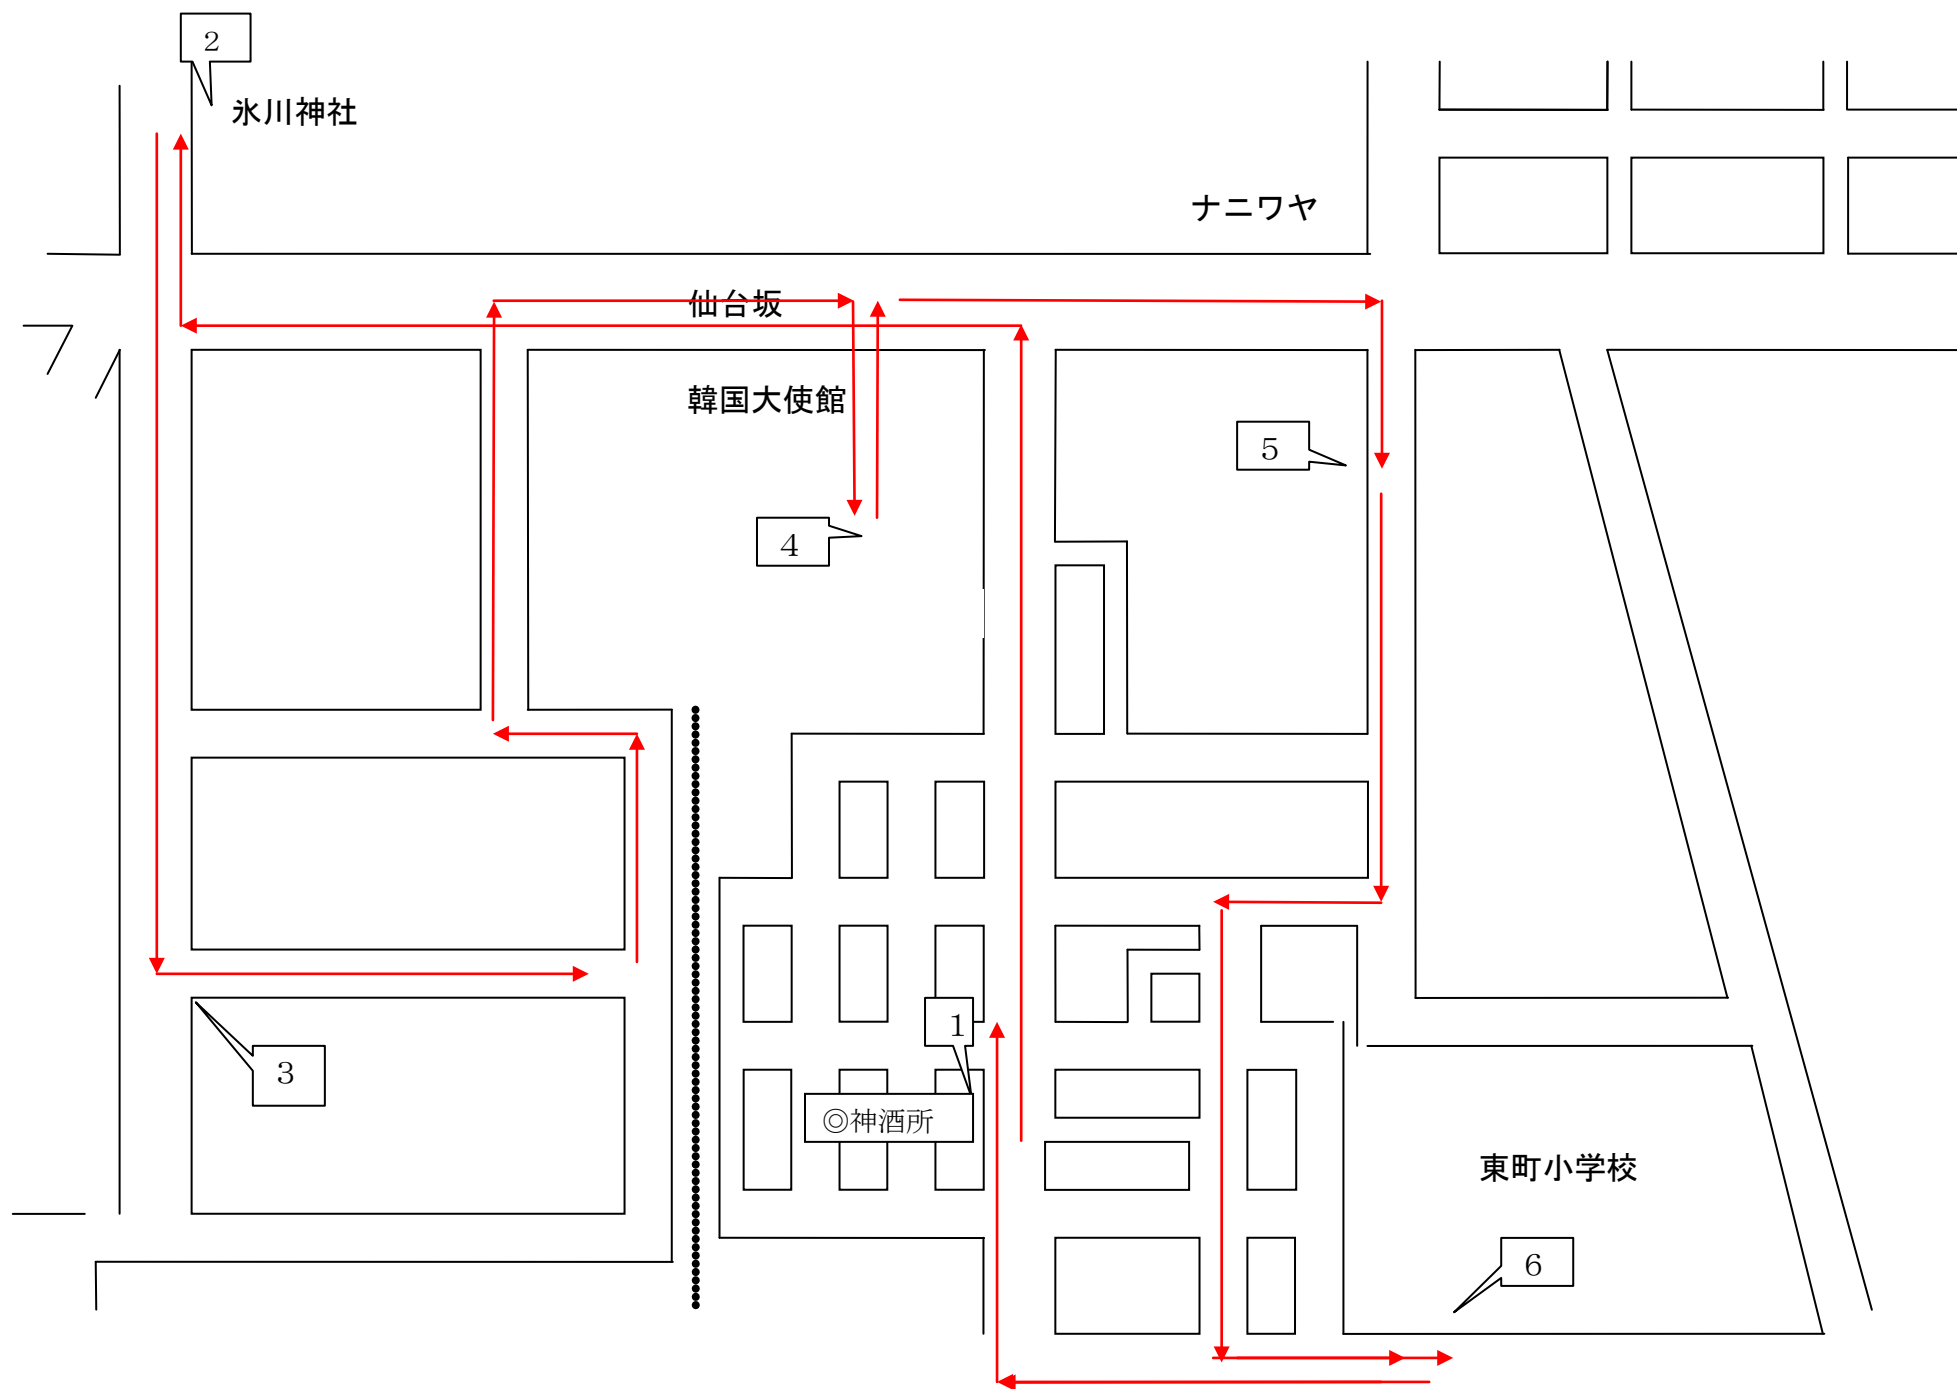 ２
氷川神社
ナニワヤ
仙台坂
韓国大使館
５
４
１
３
◎神酒所
東町小学校
６